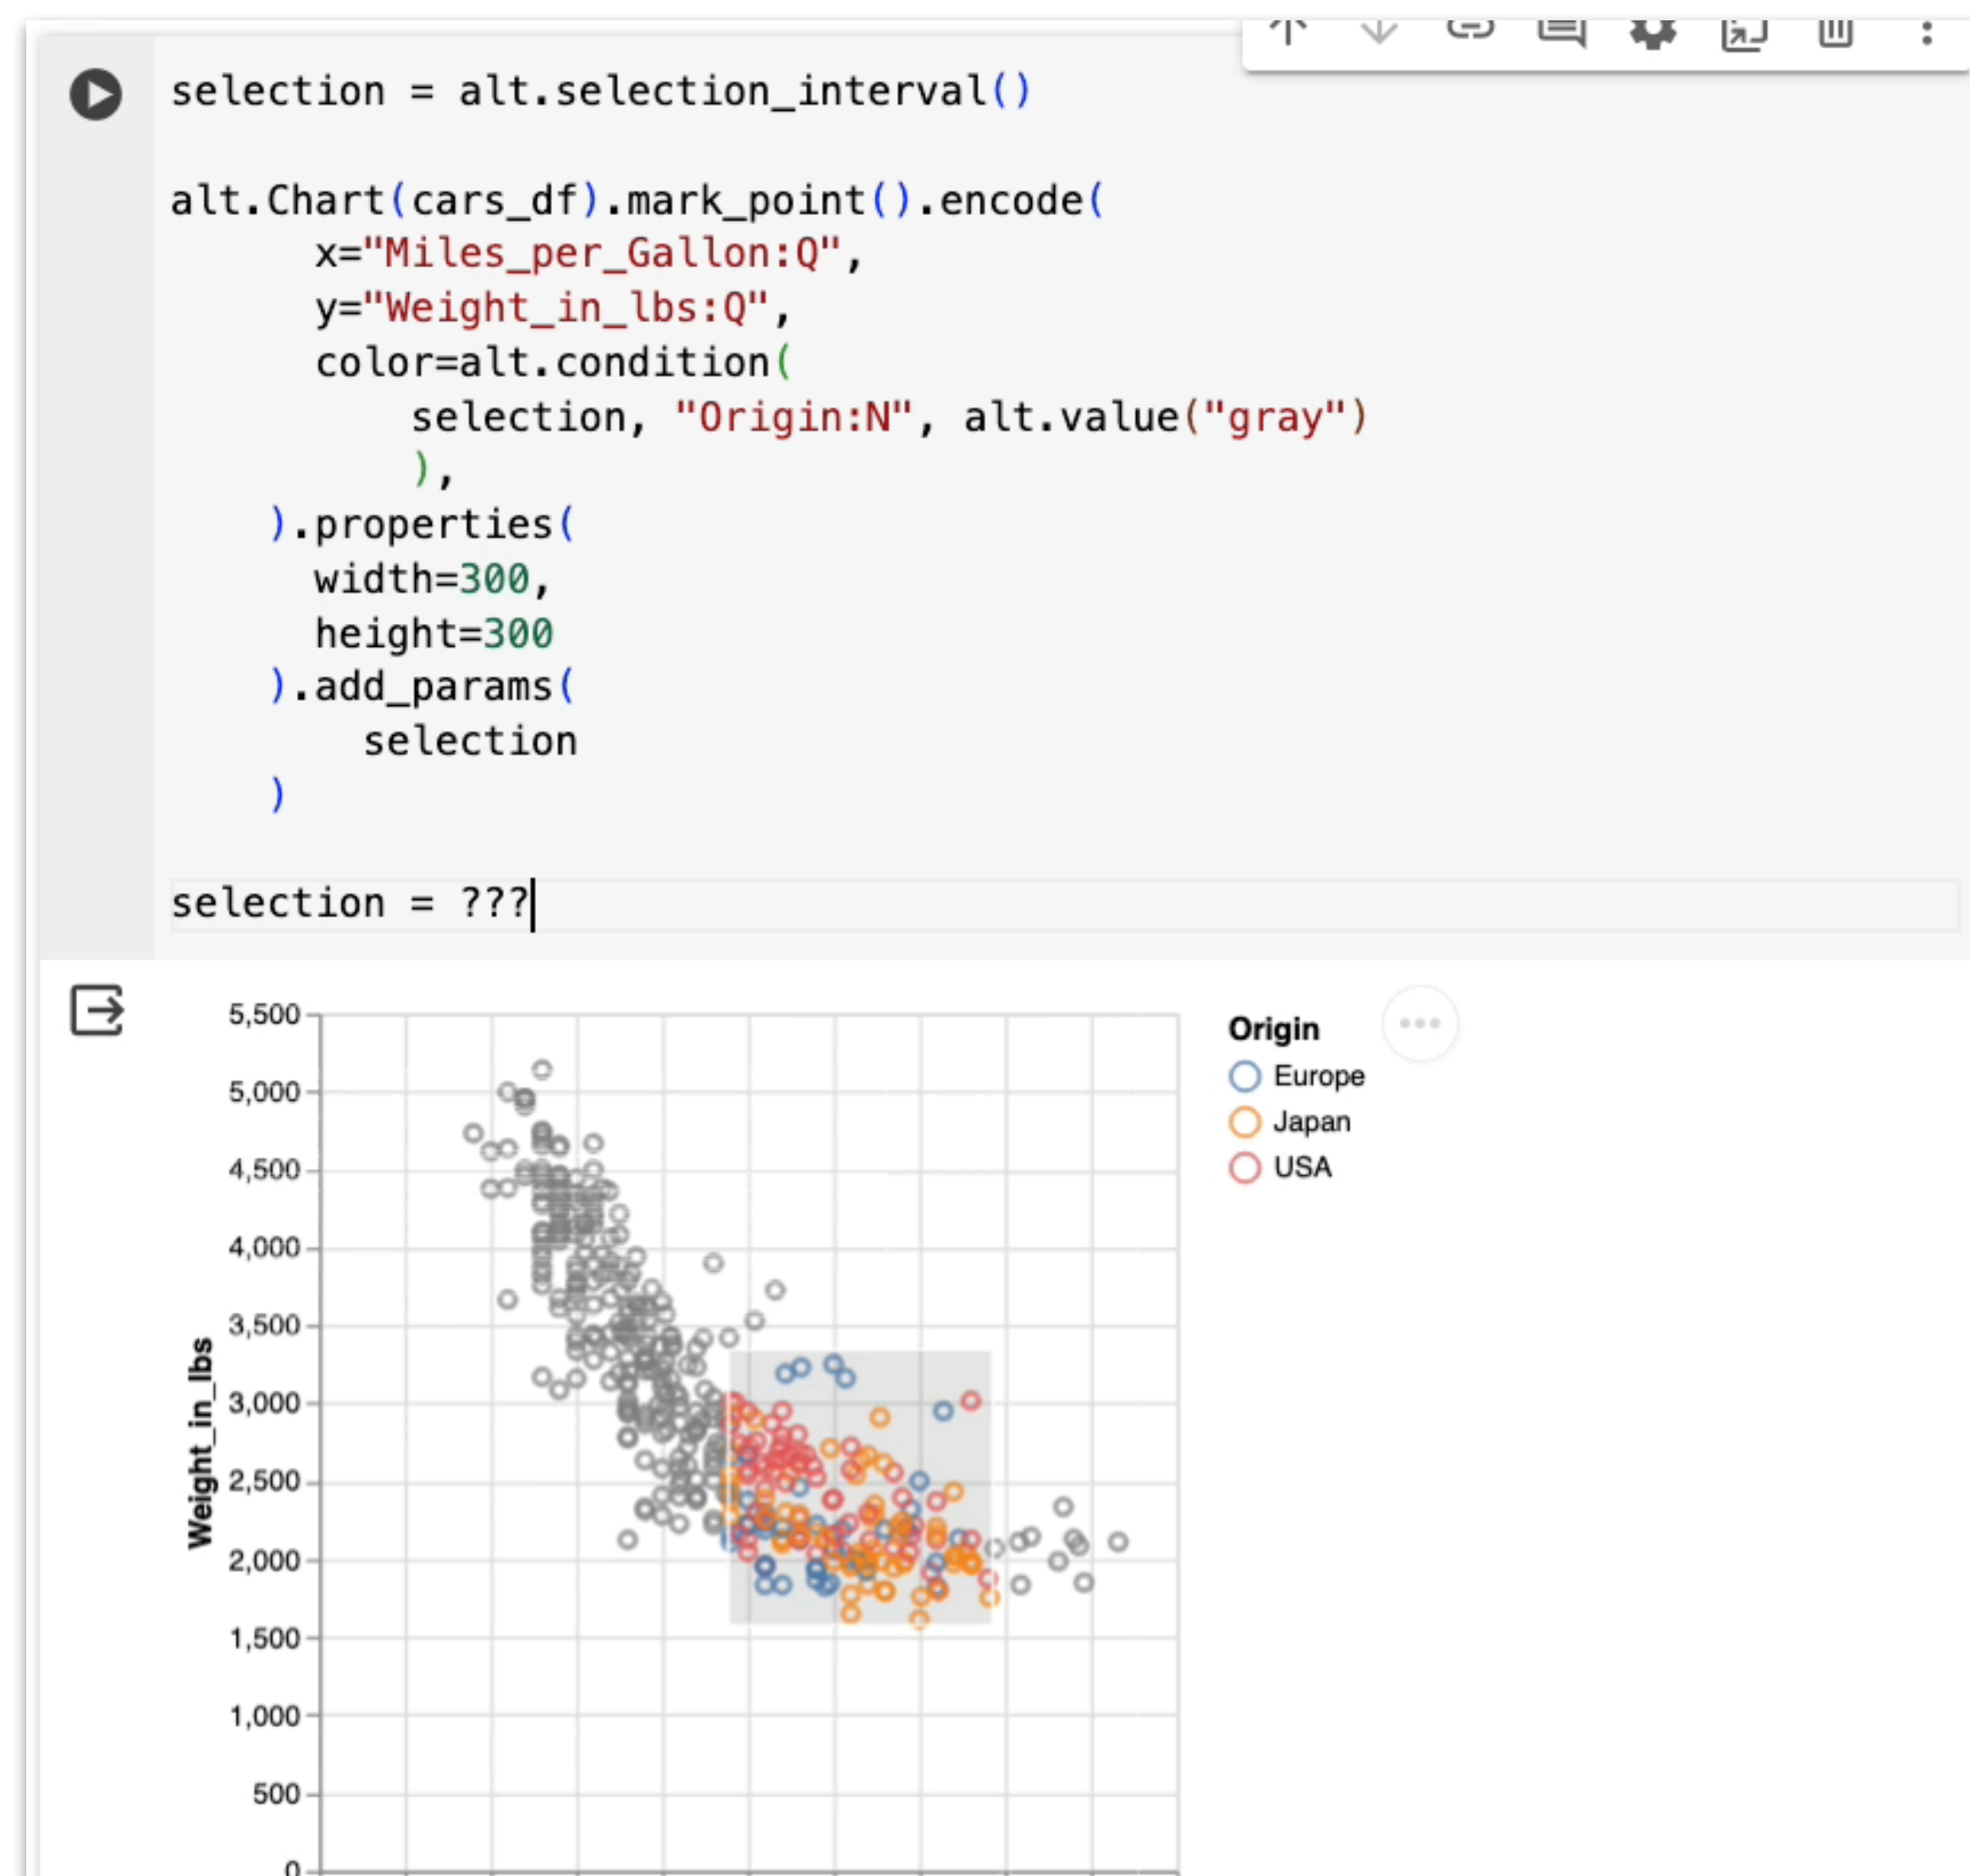 selection = alt.selection_interval()
alt.Chart(cars_df).mark_point().encode(
x="Miles_per_Gallon:Q",
y="Weight_in_lbs:Q",
color=alt.condition(
selection, "Origin:N", alt.value("gray")
),
).properties(
width=300,
height=300
).add_params(
selection
)
selection = ???
5,500
5,000
4,500
4,000
3,500
3,000
2,500
2,000
1,500
1,000
500
0
Weight_in_lbs
Origin
Europe
Japan
USA